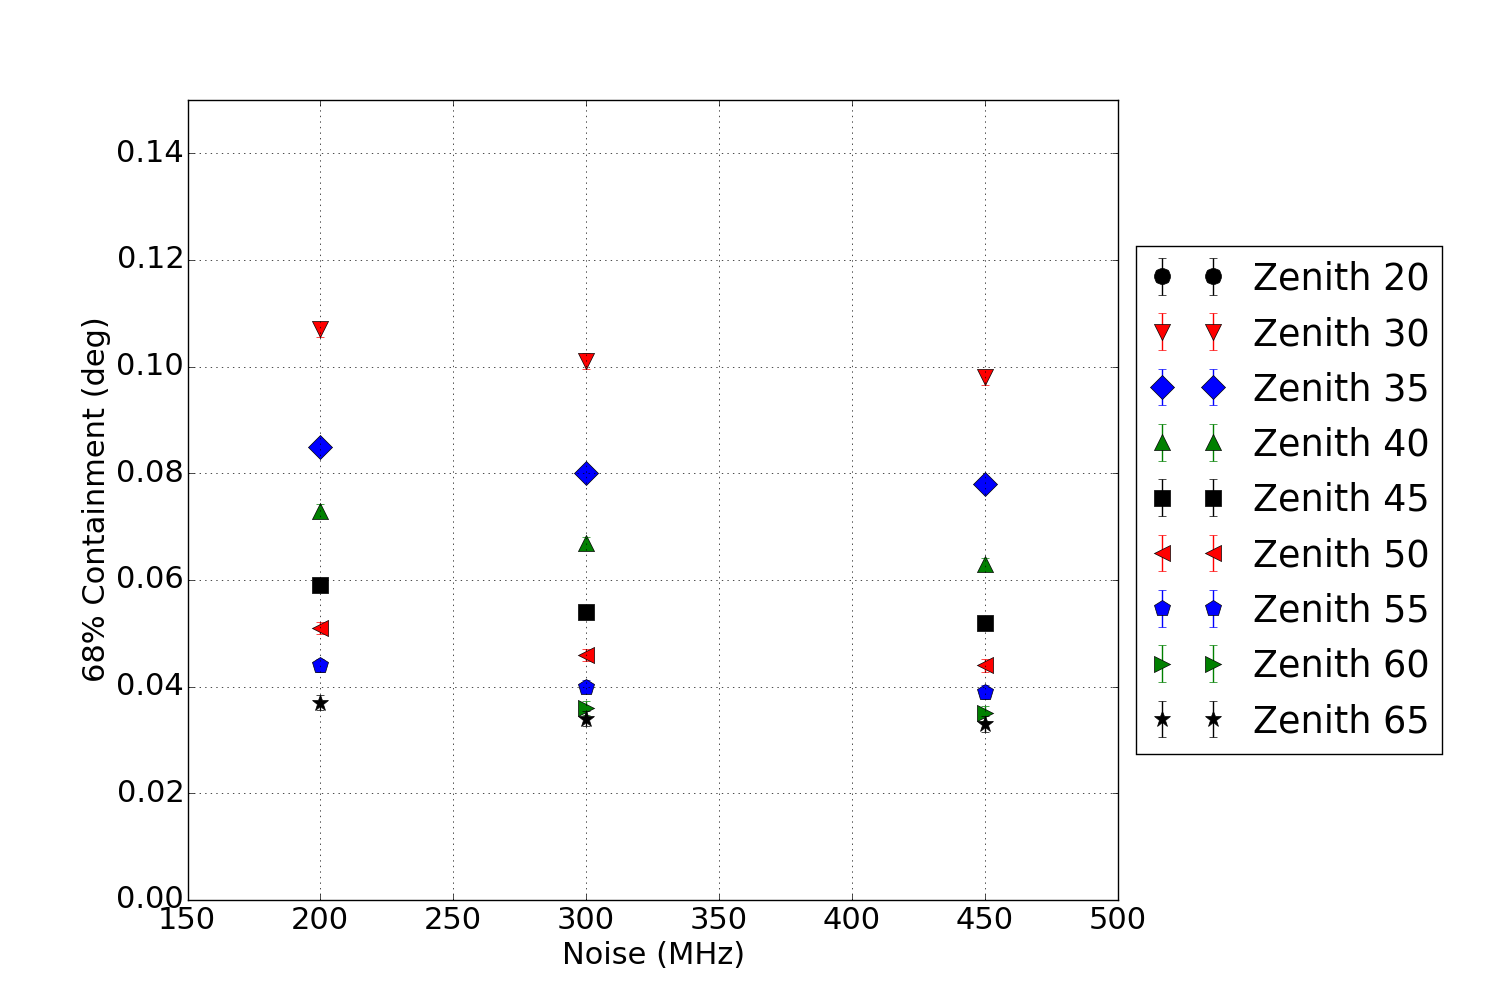 0.14
0.12
0.10
0.08
0.06
0.04
0.02
0.00
68% Containment (deg)
150 200 250 300 350 400 450 500
Noise (MHz)
Zenith 20
Zenith 30
Zenith 35
Zenith 40
Zenith 45
Zenith 50
Zenith 55
Zenith 60
Zenith 65